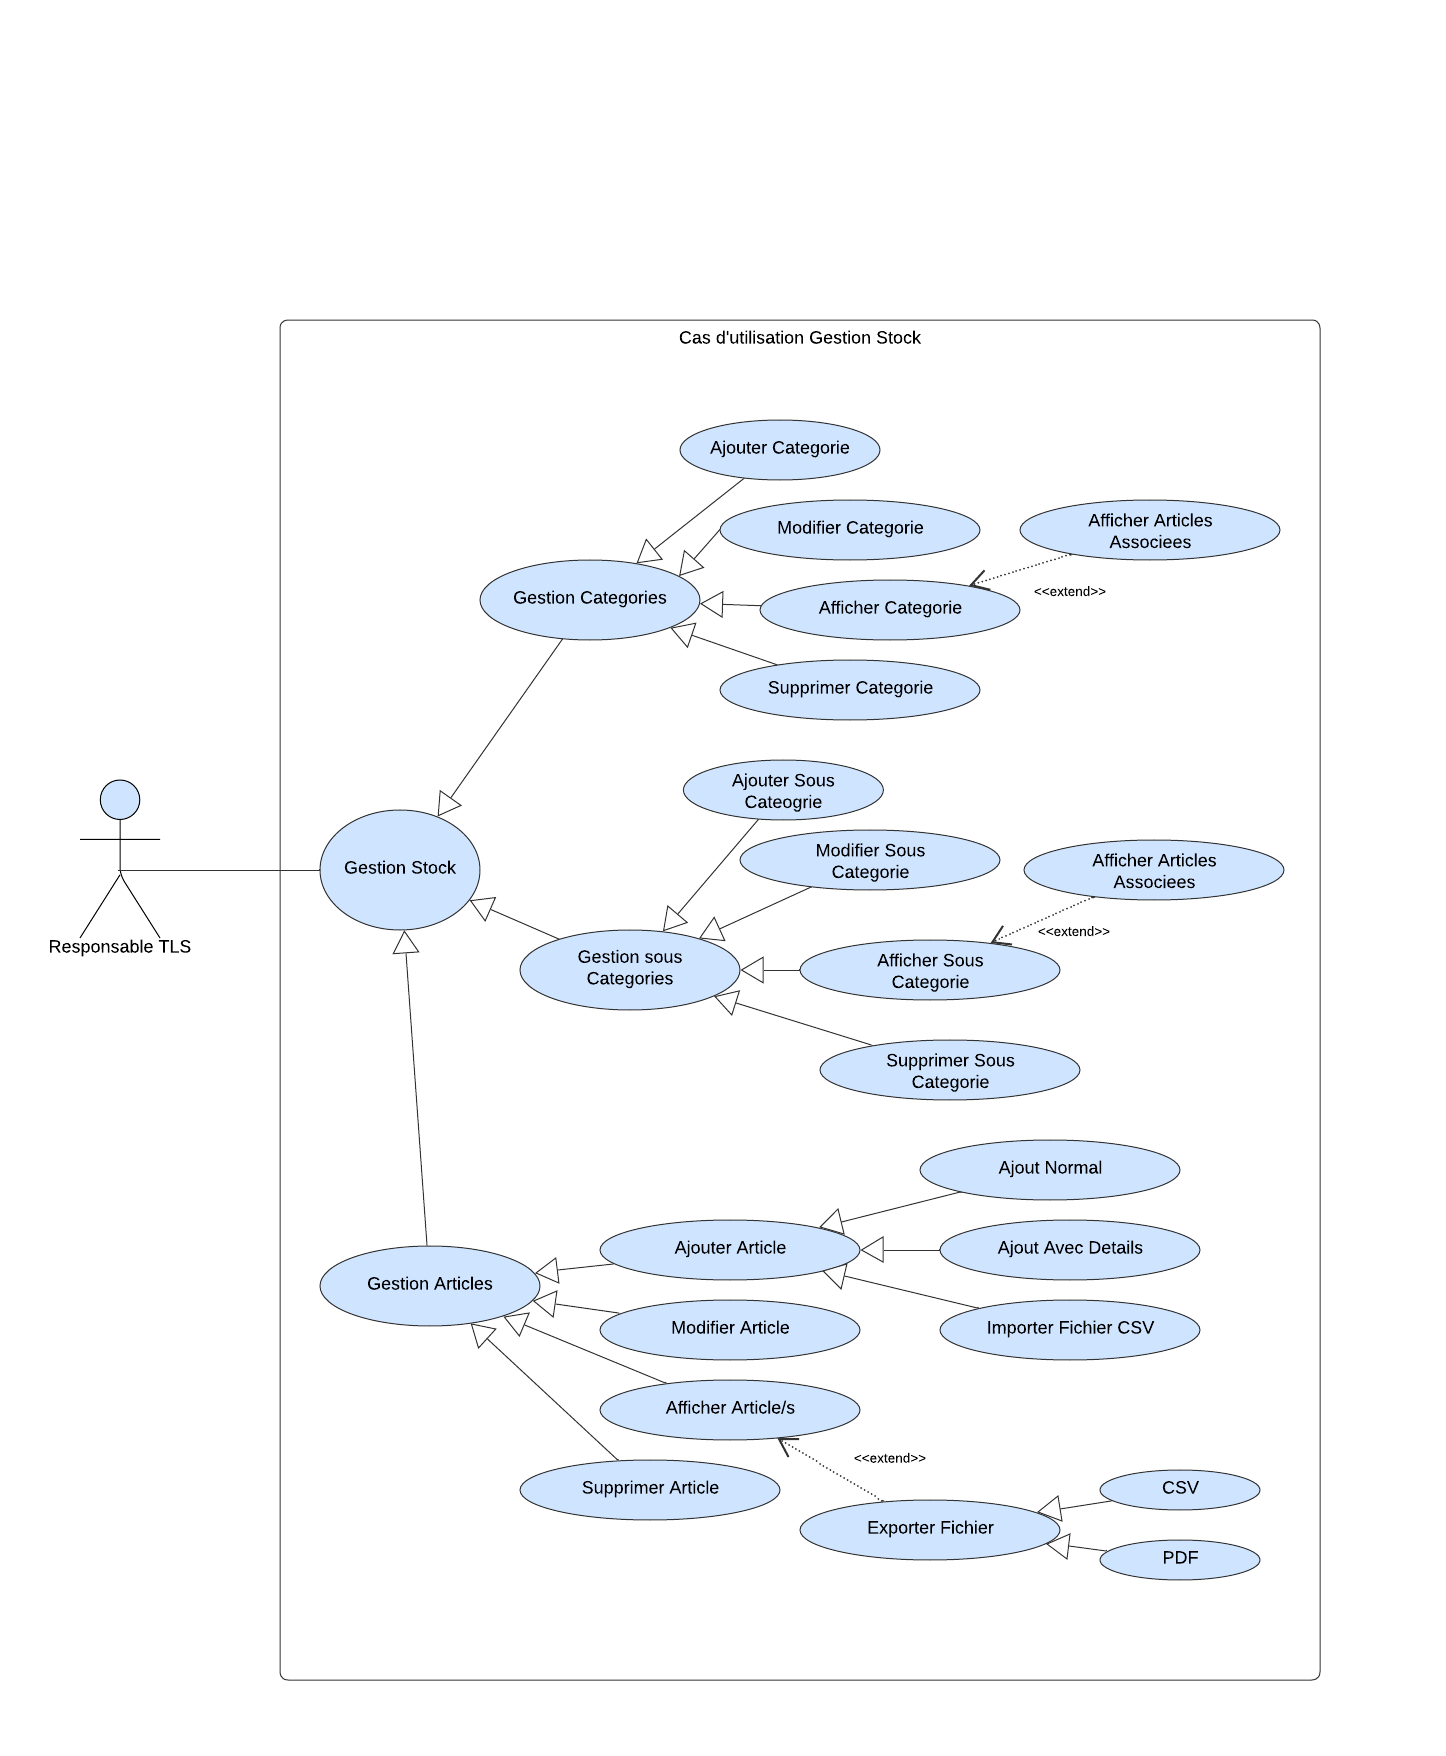 Cas d'utilisation Gestion Stock
Ajouter Categorie
Modifier Categorie
Afficher Articles
Associees
<<extend>>
Gestion Categories
Afficher Categorie
Supprimer Categorie
Ajouter Sous
Cateogrie
Modifier Sous
Categorie
Afficher Articles
Associees
<<extend>>
Gestion Stock
Responsable TLS
Gestion sous
Categories
Afficher Sous
Categorie
Supprimer Sous
Categorie
Ajout Normal
Ajouter Article
Ajout Avec Details
Gestion Articles
Modifier Article
Importer Fichier CSV
Afficher Article/s
<<extend>>
Supprimer Article
CSV
Exporter Fichier
PDF